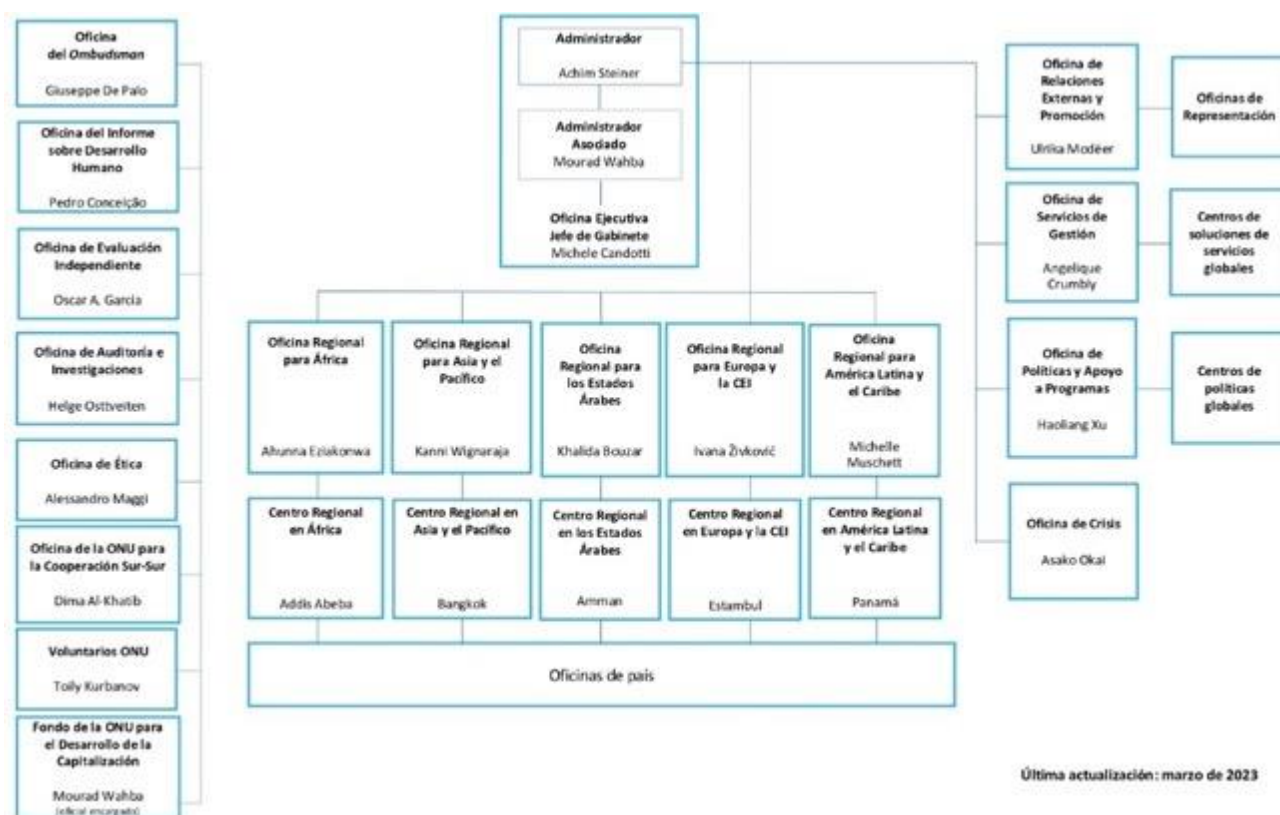 Oficina
del Ombudsman
Giuseppe De Palo
Oficina del Informe
sobre Desarrollo
Humano
Pedro Conceição
Oficina de Evaluación
Independiente
Oscar A. Garcia
Oficina de Auditoría e
Investigaciones
Helge Osttveiten
Oficina de Ética
Alessandro Maggi
Oficina de la ONU para
la Cooperación Sur-Sur
Dima Al-Khatib
Voluntarios ONU
Toily Kurbanov
Fondo de la ONU para
el Desarrollo de la
Capitalización
Mourad Wahba
(oficial encargado)
Administrador
Achim Steiner
Administrador
Asociado
Mourad Wahba
Oficina Ejecutiva
Jefe de Gabinete
Michele Candotti
Oficina Regional
para África
Ahunna Eziakonwa
Oficina Regional
para Asia y el
Pacífico
Kanni Wignaraja
Oficina
Regional para
los Estados
Árabes
Khalida Bouzar
Oficina Regional
para Europa y
la CEI
Ivana Živković
Oficina
Regional para
América Latina y
el Caribe
Michelle
Muschett
Centro Regional
en África
Addis Abeba
Centro Regional en
Asia y el Pacífico
Bangkok
Centro Regional
en los Estados
Árabes
Amman
Centro Regional
en Europa y la CEI
Estambul
Centro Regional
en América Latina
y el Caribe
Panamá
Oficinas de país
Oficina de
Relaciones
Externas y
Promoción
Ulrika Modéer
Oficinas de
Representación
Oficina de
Servicios de
Gestión
Angelique
Crumbly
Centros de
soluciones de
servicios
globales
Oficina de
Políticas y Apoyo
a Programas
Haoliang Xu
Centros de
políticas
globales
Oficina de Crisis
Asako Okai
Última actualización: marzo de 2023